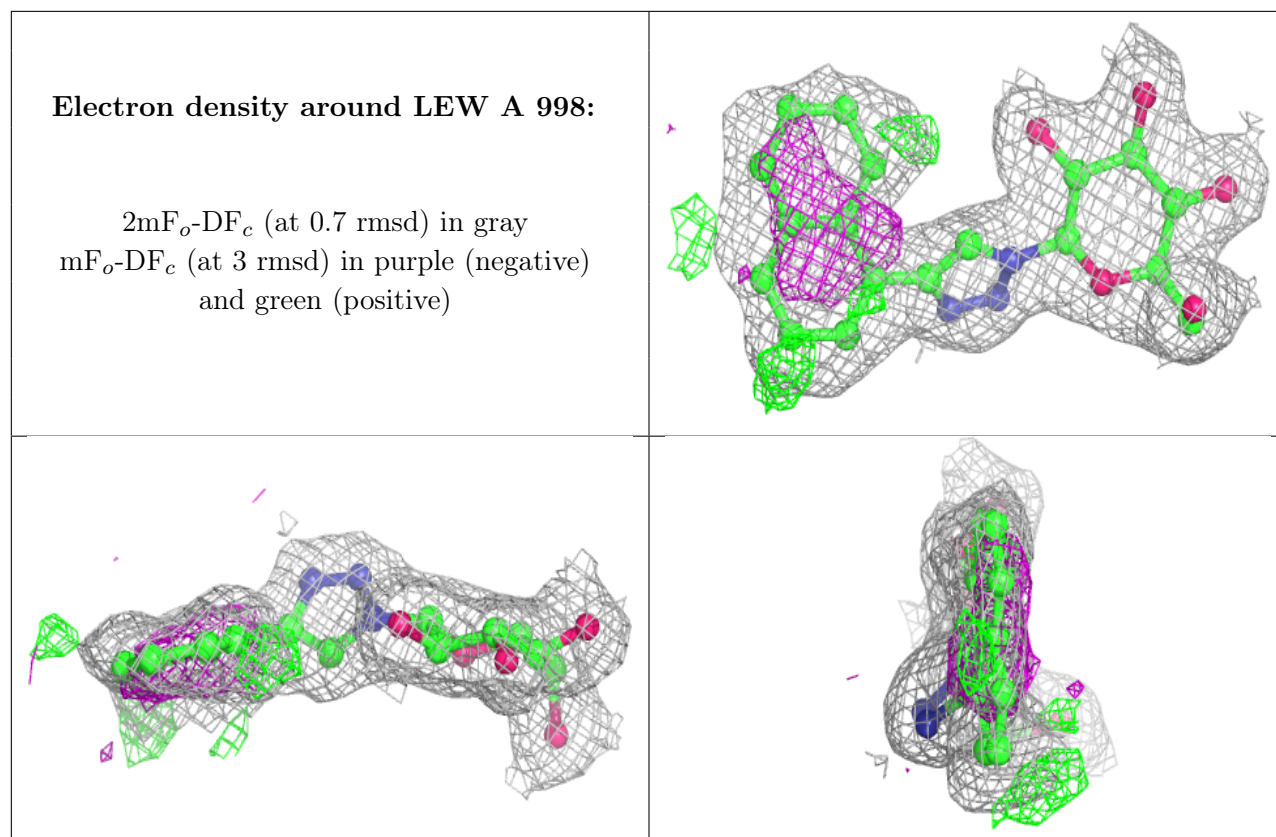 Electron density around LEW A 998:
2mFo-DFc (at 0.7 rmsd) in gray
mFo-DFc (at 3 rmsd) in purple (negative)
and green (positive)